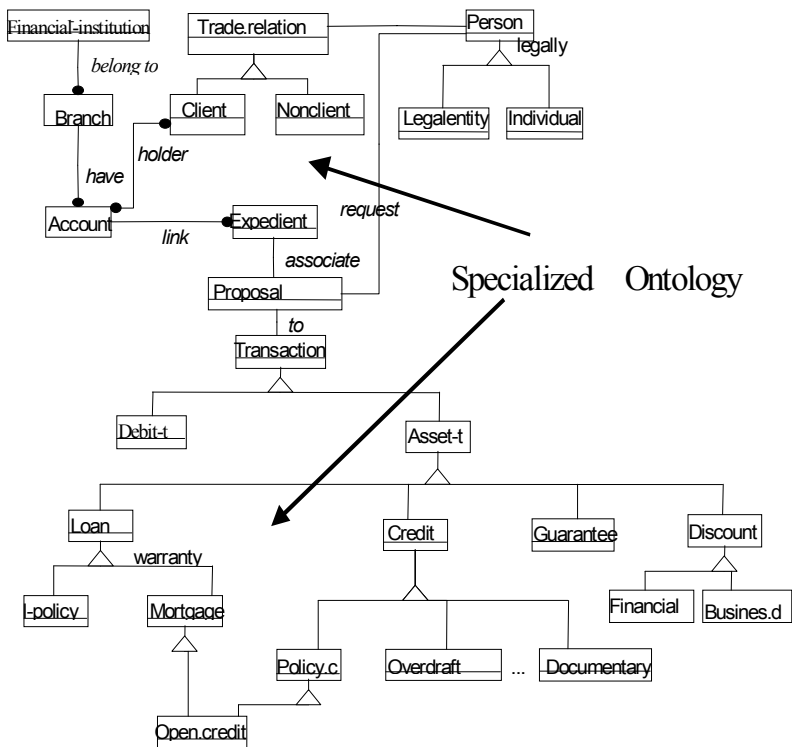 Financial-institution
Trade.relation
Person
legally
belong to
Branch
Client
Nonclient
Legalentity
Individual
holder
have
Account
link
Expedient
request
associate
Specialized Ontology
Proposal
to
Transaction
Debit-t
Asset-t
Loan
Credit
Guarantee
Discount
warranty
l-policy
Mortgage
Financial
Busines.d
Policy.c
Overdraft
...
Documentary
Open.credit